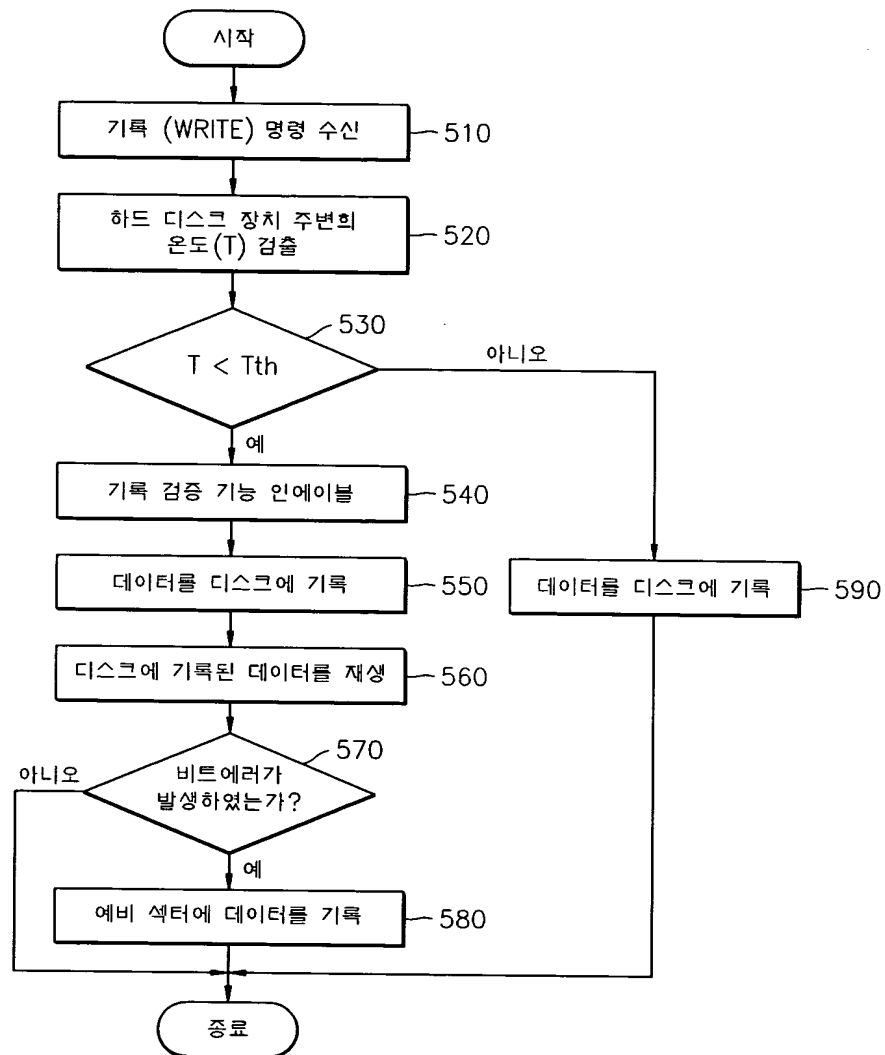 시작
기록 (WRITE) 명령 수신
510
하드 디스크 장치 주변희
온도(T) 검출
520
530
T < Tth
아니오
예
기록 검증 기능 인에이블
540
데이터를 디스크에 기록
550
데이터를 디스크에 기록
590
디스크에 기록된 데이터를 재생
560
570
아니오
비트에러가
발생하였는가?
예
예비 섹터에 데이터를 기록
580
종료